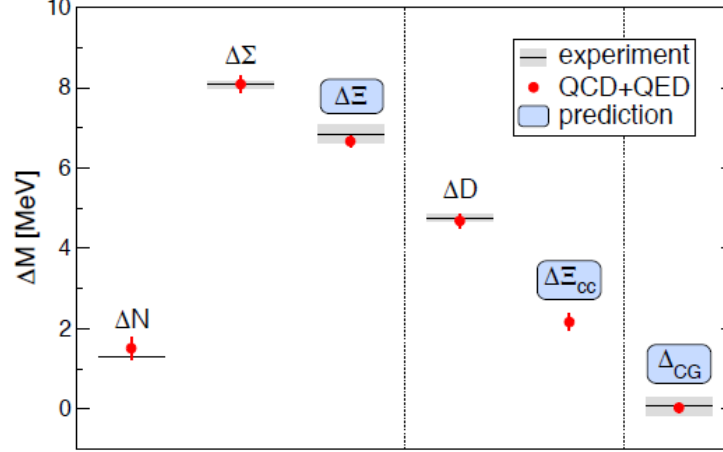 10
8
6
4
2
0
ΔM [MeV]
ΔN
ΔΣ
ΔΞ
ΔD
ΔΞcc
ΔCG
experiment
QCD+QED
prediction